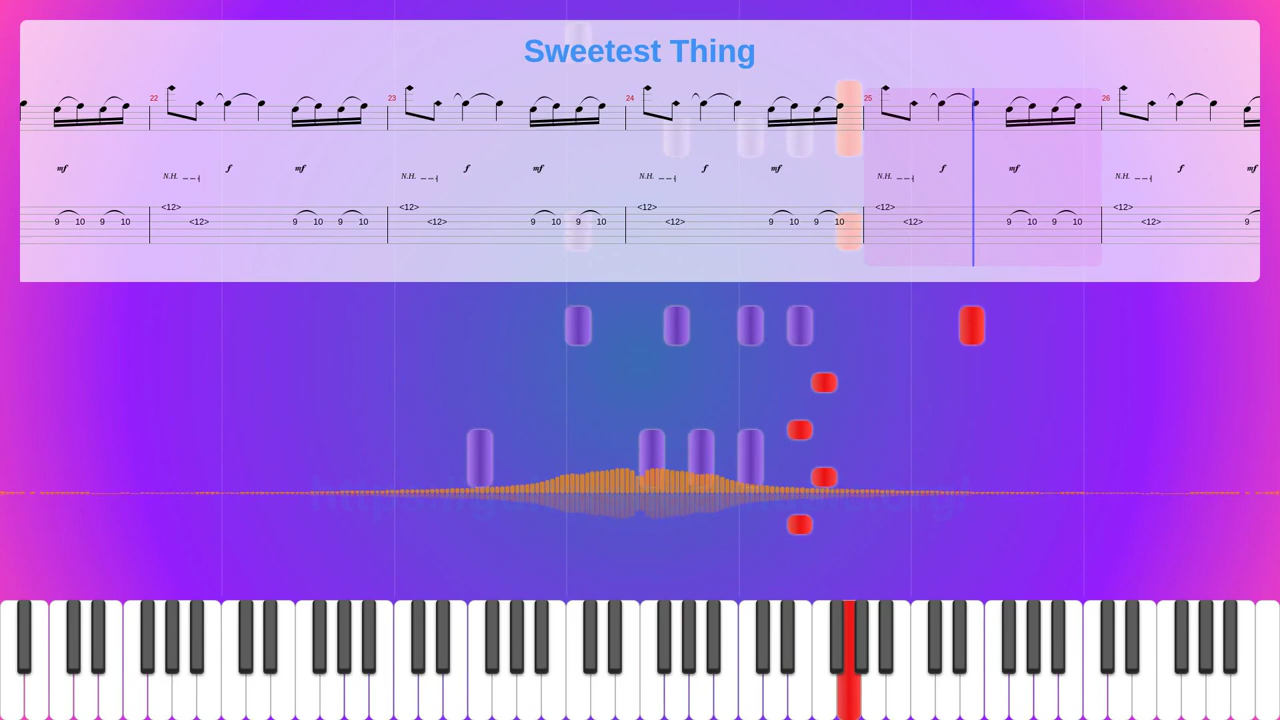 Sweetest Thing
22 23 24 25 26
mf f mf f mf f mf f mf f mf
N.H. N.H. N.H. N.H. N.H.
<12> <12> <12> <12> <12>
9 10 9 10 <12> 9 10 9 10 <12> 9 10 9 10 <12> 9 10 9 10 <12> 9 10 9 10 <12> 9